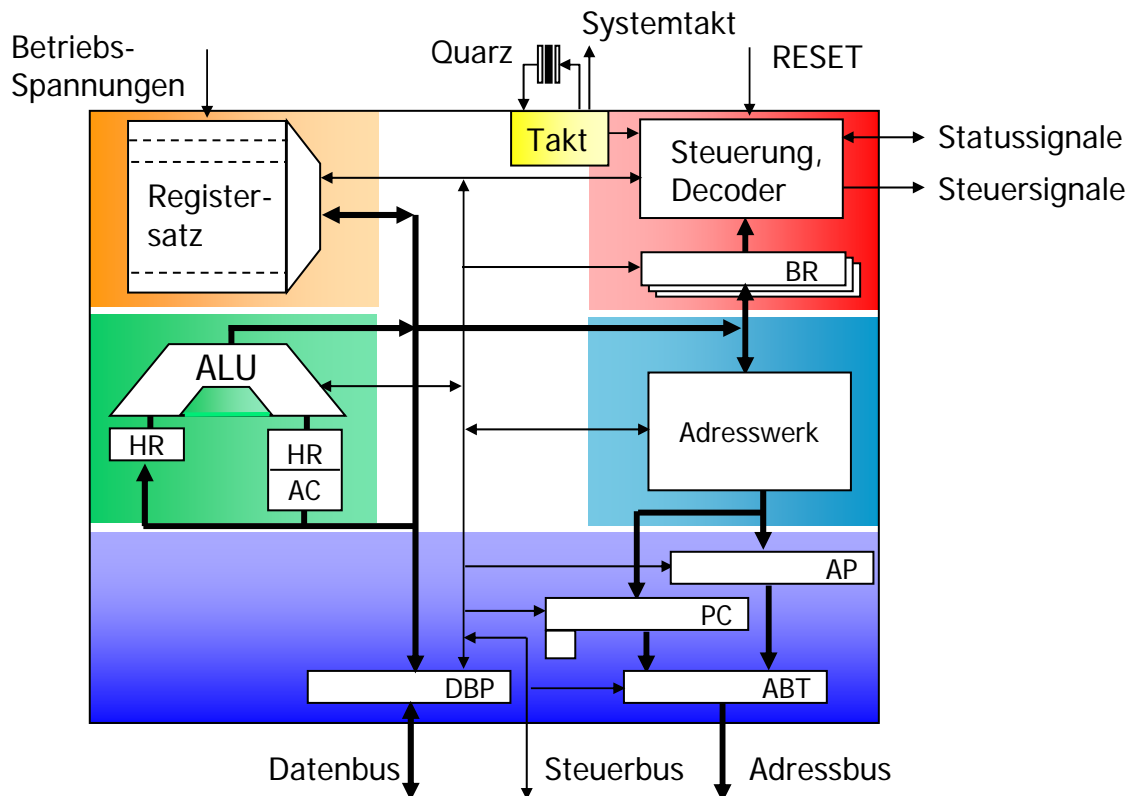 Betriebs-
Spannungen
Quarz
Systemtakt
RESET
Takt
Steuerung,
Decoder
Statussignale
Steuersignale
Register-
satz
BR
ALU
HR
HR
AC
Adresswerk
AP
PC
DBP
ABT
Datenbus
Steuerbus
Adressbus